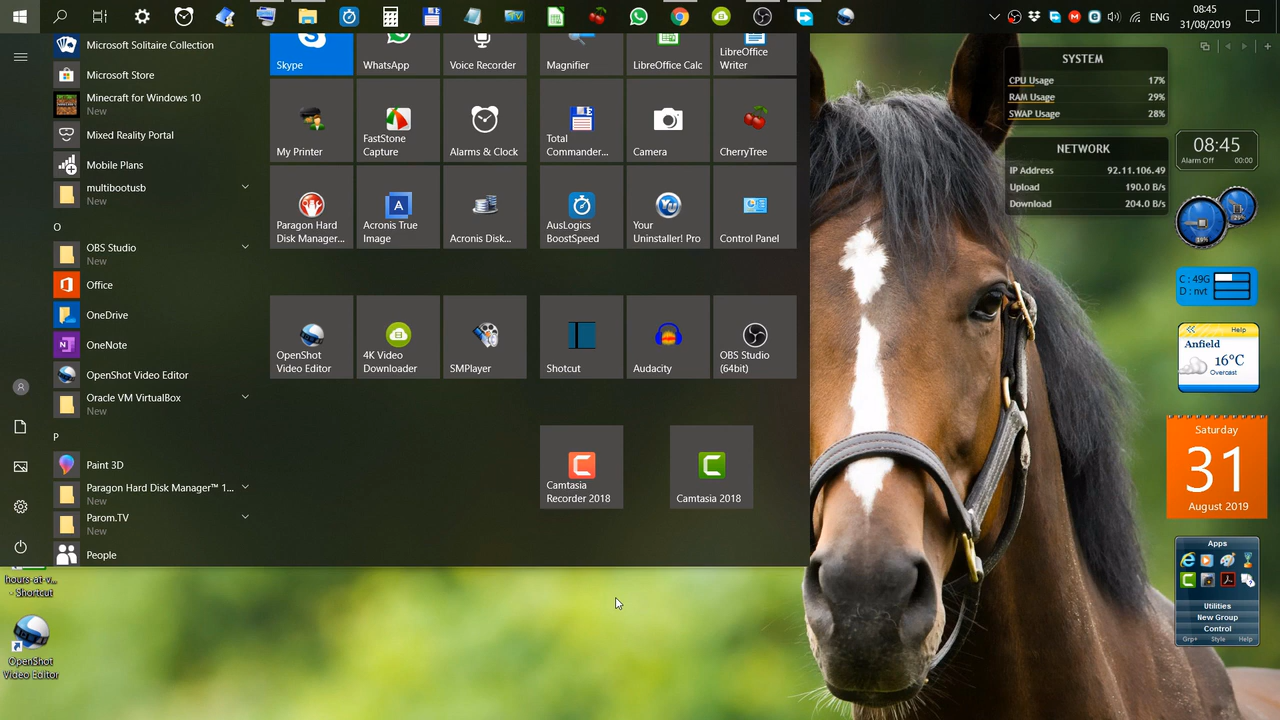 ENG
08:45
31/08/2019
Microsoft Solitaire Collection
Microsoft Store
Minecraft for Windows 10
New
Mixed Reality Portal
Mobile Plans
multibootusb
New
O
OBS Studio
New
Office
OneDrive
OneNote
OpenShot Video Editor
Oracle VM VirtualBox
New
P
Paint 3D
Paragon Hard Disk Manager™ 1...
New
Parom.TV
New
People
Skype
WhatsApp
Voice Recorder
Magnifier
LibreOffice Calc
LibreOffice
Writer
My Printer
FastStone
Capture
Alarms & Clock
Total
Commander...
Camera
CherryTree
Paragon Hard
Disk Manager...
Acronis True
Image
Acronis Disk...
AusLogics
BoostSpeed
Your
Uninstaller! Pro
Control Panel
OpenShot
Video Editor
4K Video
Downloader
SMPlayer
Shotcut
Audacity
OBS Studio
(64bit)
Camtasia
Recorder 2018
Camtasia 2018
hours-at-v...
- Shortcut
OpenShot
Video Editor
SYSTEM
CPU Usage 17%
RAM Usage 29%
SWAP Usage 28%
NETWORK
IP Address 92.11.106.49
Upload 190.0 B/s
Download 204.0 B/s
08:45
Alarm Off 00:00
C : 49G
D : nvt
Help
Anfield
16°C
Overcast
Saturday
31
August 2019
Apps
Utilities
New Group
Control
Grp+ Style Help